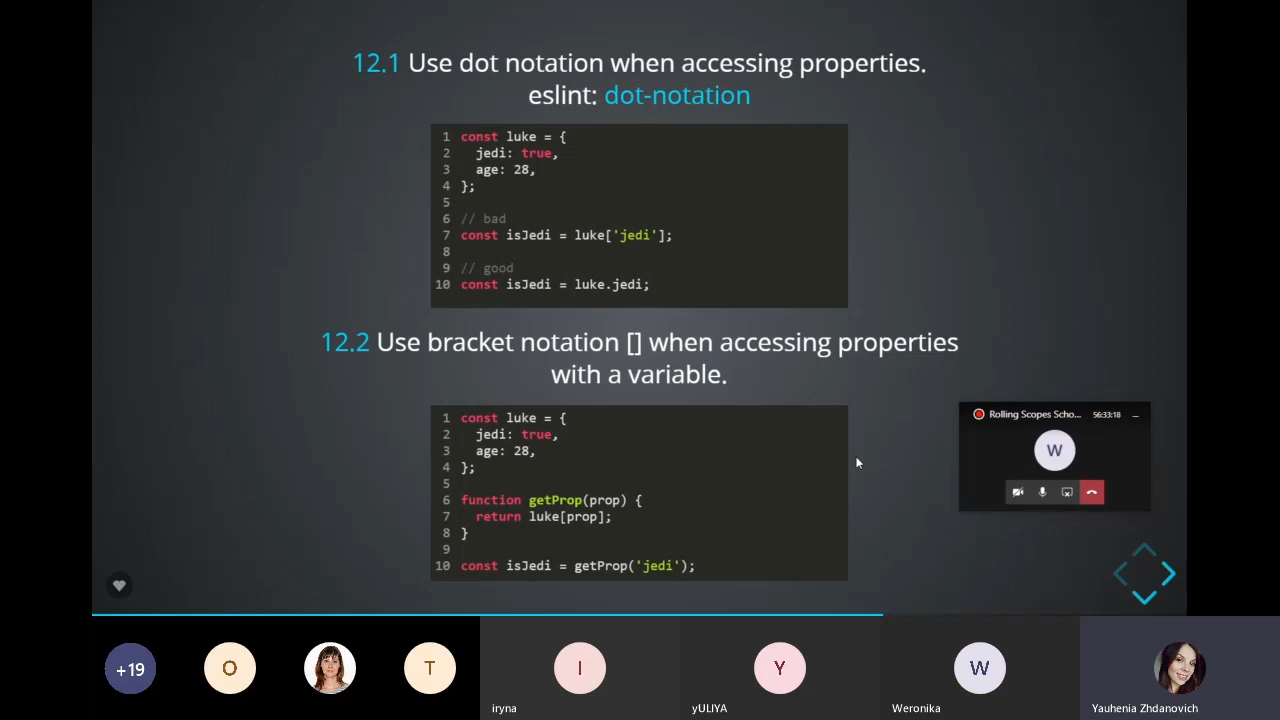 12.1 Use dot notation when accessing properties.
eslint: dot-notation
1 const luke = {
2   jedi: true,
3   age: 28,
4 };
5
6 // bad
7 const isJedi = luke['jedi'];
8
9 // good
10 const isJedi = luke.jedi;
12.2 Use bracket notation [] when accessing properties
with a variable.
1 const luke = {
2   jedi: true,
3   age: 28,
4 };
5
6 function getProp(prop) {
7   return luke[prop];
8 }
9
10 const isJedi = getProp('jedi');
Rolling Scopes Scho... 56:33:18
W
+19
O
T
I
Y
W
iryna
yULIYA
Weronika
Yauhenia Zhdanovich